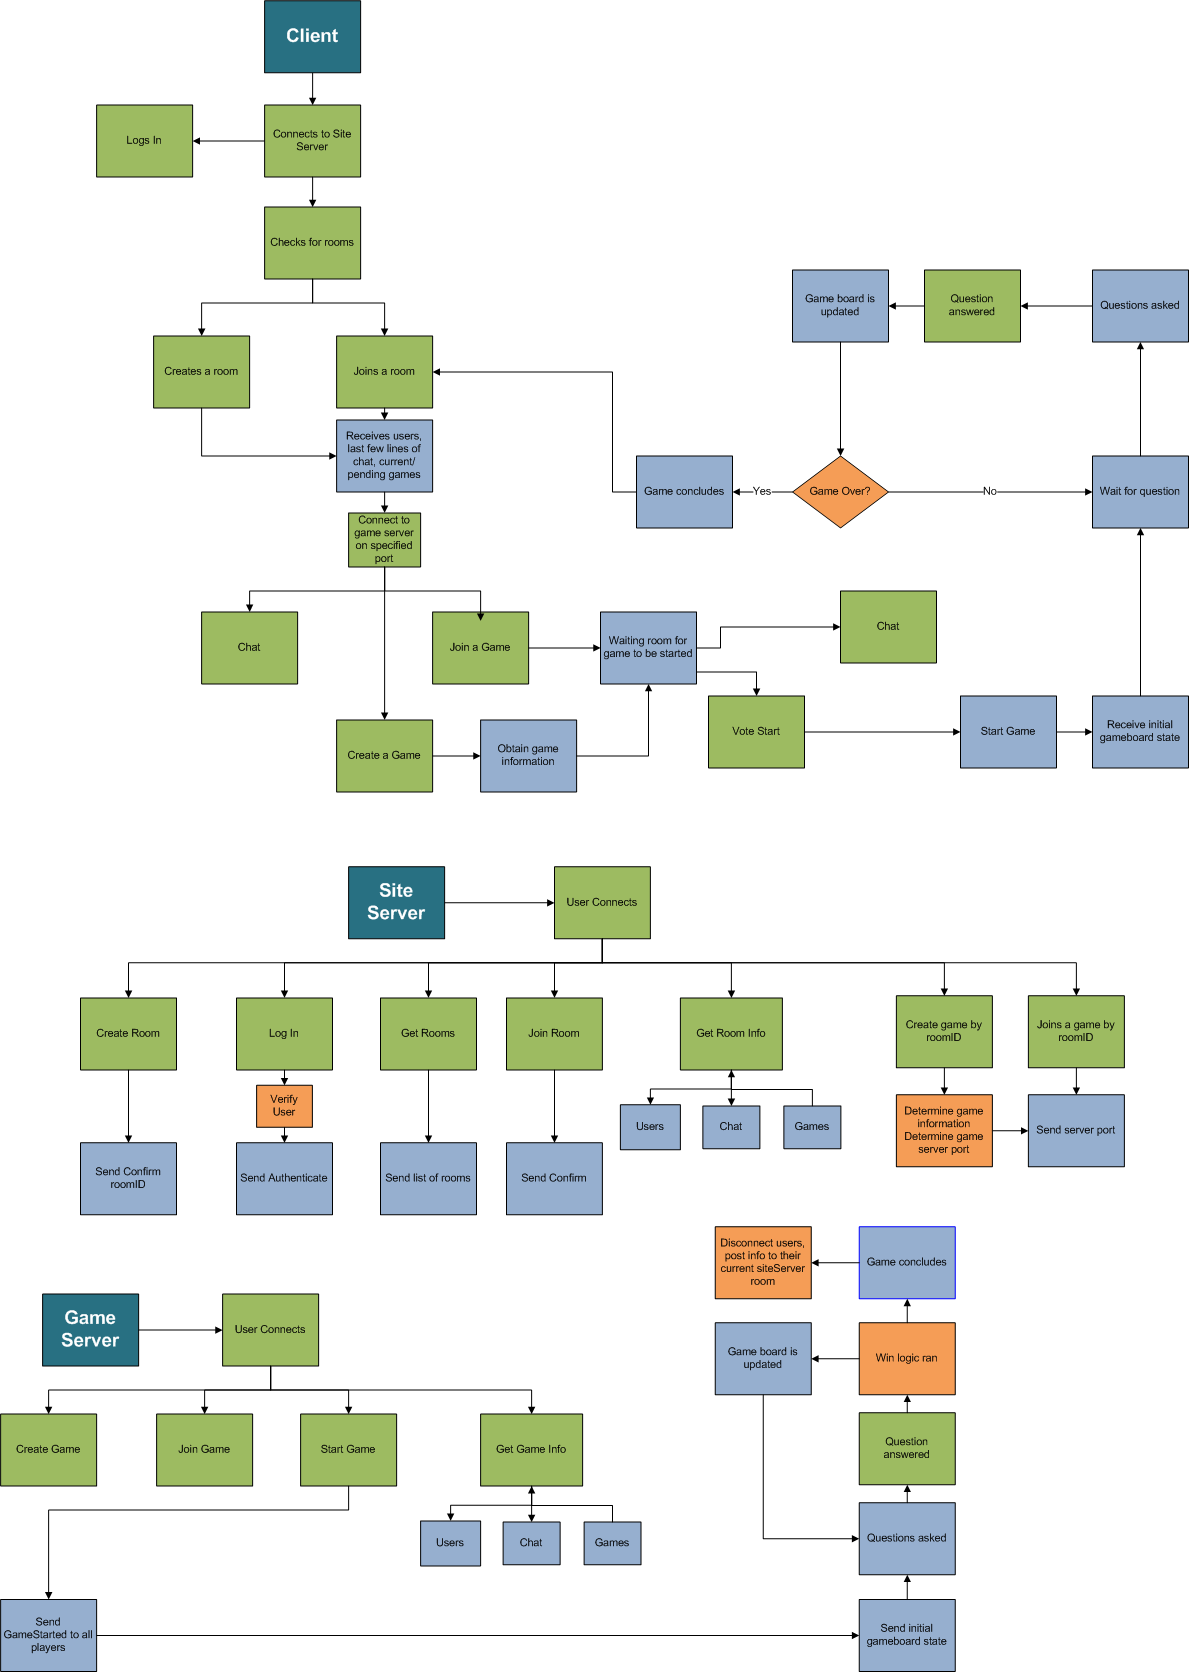 Client
Logs In
Connects to Site
Server
Checks for rooms
Game board is
updated
Question
answered
Questions asked
Creates a room
Joins a room
Receives users,
last few lines of
chat, current/
pending games
Game concludes
Yes
Game Over?
No
Wait for question
Connect to
game server
on specified
port
Chat
Join a Game
Waiting room for
game to be started
Chat
Create a Game
Obtain game
information
Vote Start
Start Game
Receive initial
gameboard state
Site
Server
User Connects
Create Room
Log In
Get Rooms
Join Room
Get Room Info
Create game by
roomID
Joins a game by
roomID
Verify
User
Users
Chat
Games
Determine game
information
Determine game
server port
Send server port
Send Confirm
roomID
Send Authenticate
Send list of rooms
Send Confirm
Disconnect users,
post info to their
current siteServer
room
Game concludes
Game
Server
User Connects
Game board is
updated
Win logic ran
Create Game
Join Game
Start Game
Get Game Info
Question
answered
Users
Chat
Games
Questions asked
Send
GameStarted to all
players
Send initial
gameboard state